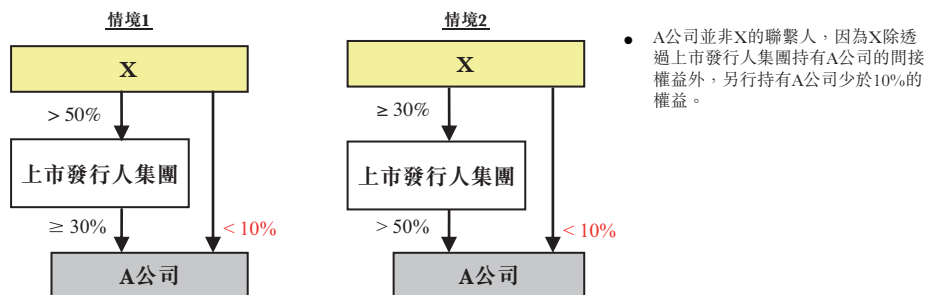 情境1
X
> 50%
上市發行人集團
≥ 30%
< 10%
A公司
情境2
X
≥ 30%
上市發行人集團
> 50%
< 10%
A公司
● A公司並非X的聯繫人，因為X除透
過上市發行人集團持有A公司的間接
權益外，另行持有A公司少於10%的
權益。